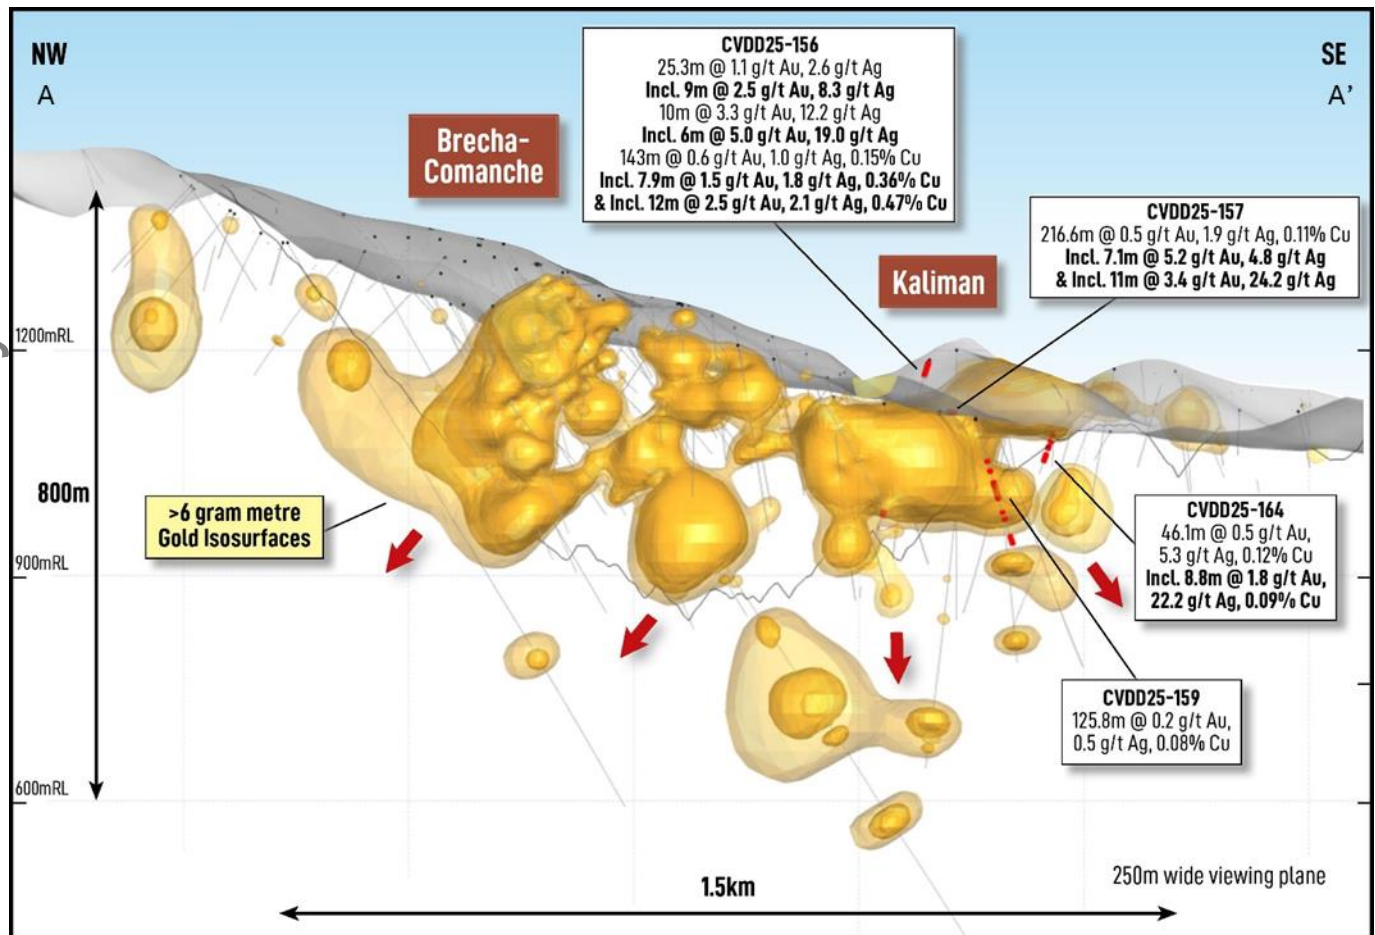 NW
A
SE
A'
CVDD25-156
25.3m @ 1.1 g/t Au, 2.6 g/t Ag
Incl. 9m @ 2.5 g/t Au, 8.3 g/t Ag
10m @ 3.3 g/t Au, 12.2 g/t Ag
Incl. 6m @ 5.0 g/t Au, 19.0 g/t Ag
143m @ 0.6 g/t Au, 1.0 g/t Ag, 0.15% Cu
Incl. 7.9m @ 1.5 g/t Au, 1.8 g/t Ag, 0.36% Cu
& Incl. 12m @ 2.5 g/t Au, 2.1 g/t Ag, 0.47% Cu
Brecha-
Comanche
CVDD25-157
216.6m @ 0.5 g/t Au, 1.9 g/t Ag, 0.11% Cu
Incl. 7.1m @ 5.2 g/t Au, 4.8 g/t Ag
& Incl. 11m @ 3.4 g/t Au, 24.2 g/t Ag
Kaliman
1200mRL
800m
>6 gram metre
Gold Isosurfaces
CVDD25-164
46.1m @ 0.5 g/t Au,
5.3 g/t Ag, 0.12% Cu
Incl. 8.8m @ 1.8 g/t Au,
22.2 g/t Ag, 0.09% Cu
900mRL
CVDD25-159
125.8m @ 0.2 g/t Au,
0.5 g/t Ag, 0.08% Cu
600mRL
1.5km
250m wide viewing plane